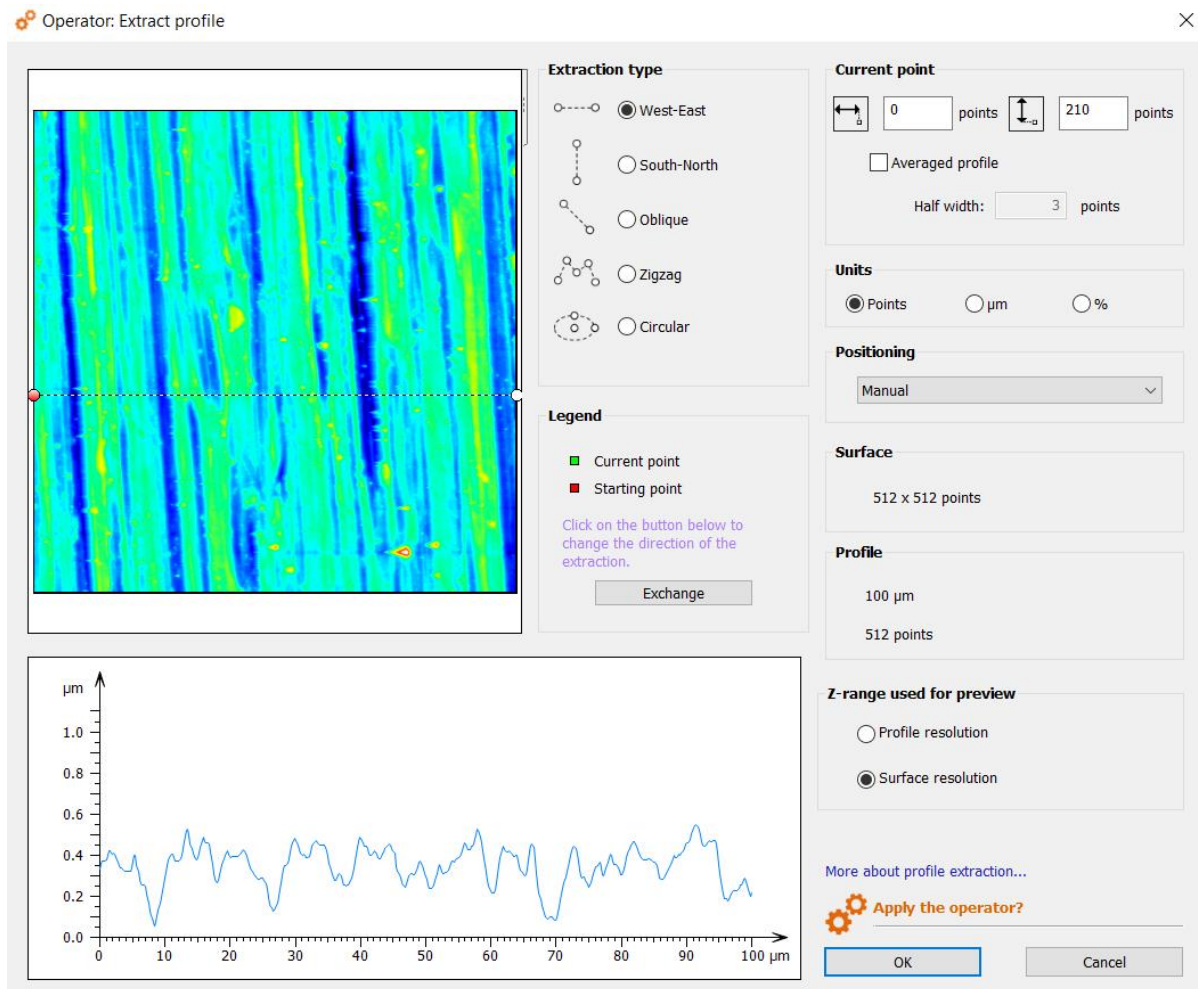 Operator: Extract profile
Extraction type
West-East
South-North
Oblique
Zigzag
Circular
Legend
Current point
Starting point
Click on the button below to
change the direction of the
extraction.
Exchange
Current point
0 points 210 points
Averaged profile
Half width: 3 points
Units
Points µm %
Positioning
Manual
Surface
512 x 512 points
Profile
100 µm
512 points
Z-range used for preview
Profile resolution
Surface resolution
More about profile extraction...
Apply the operator?
OK Cancel
µm
1.0
0.8
0.6
0.4
0.2
0.0
0 10 20 30 40 50 60 70 80 90 100 µm